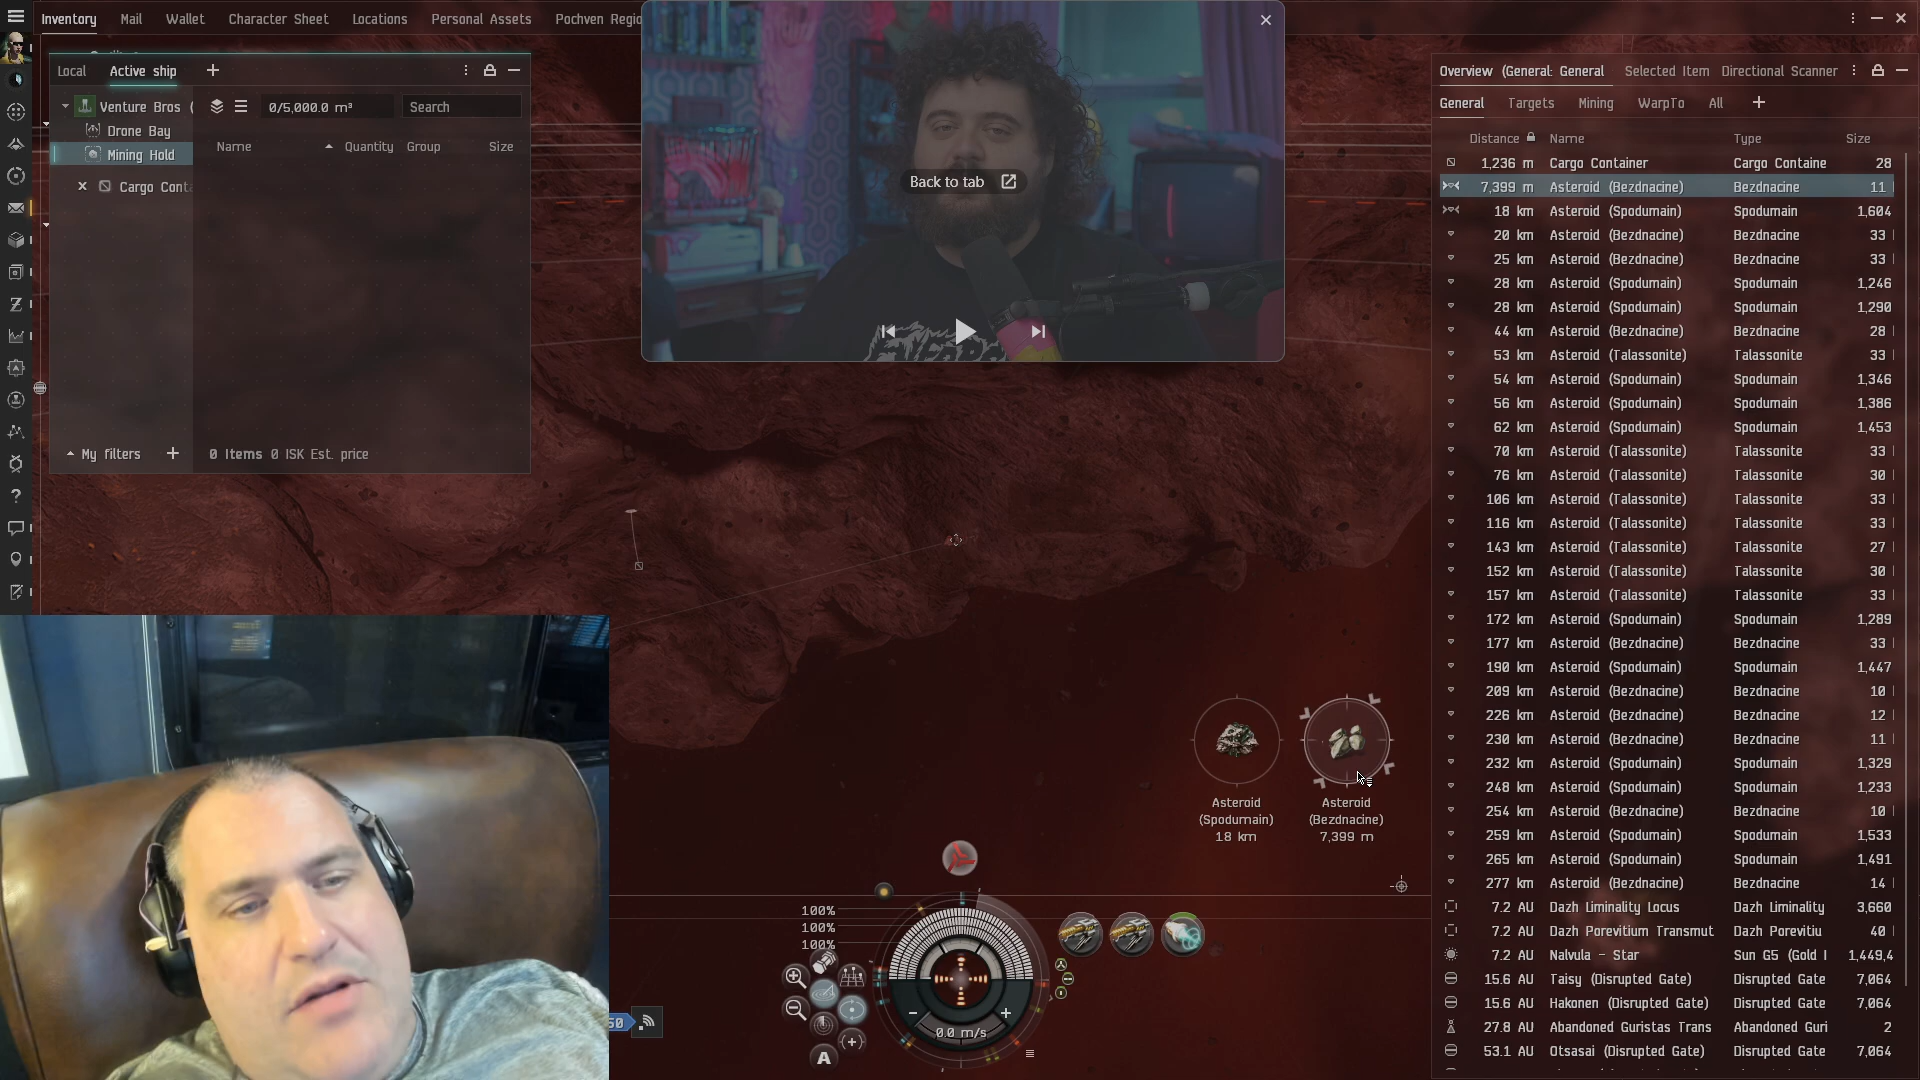 Inventory Mail Wallet Character Sheet Locations Personal Assets Pochven Regio
Local Active ship
Venture Bros (
0/5,000.0 m³ Search
Drone Bay
Mining Hold
Name Quantity Group Size
Cargo Cont
My filters
0 Items 0 ISK Est. price
Back to tab
Overview (General: General Selected Item Directional Scanner
General Targets Mining WarpTo All
Distance Name Type Size
1,236 m Cargo Container Cargo Containe 28
7,399 m Asteroid (Bezdnacine) Bezdnacine 11
18 km Asteroid (Spodumain) Spodumain 1,604
20 km Asteroid (Bezdnacine) Bezdnacine 33
25 km Asteroid (Bezdnacine) Bezdnacine 33
28 km Asteroid (Spodumain) Spodumain 1,246
28 km Asteroid (Spodumain) Spodumain 1,290
44 km Asteroid (Bezdnacine) Bezdnacine 28
53 km Asteroid (Talassonite) Talassonite 33
54 km Asteroid (Spodumain) Spodumain 1,346
56 km Asteroid (Spodumain) Spodumain 1,386
62 km Asteroid (Spodumain) Spodumain 1,453
70 km Asteroid (Talassonite) Talassonite 33
76 km Asteroid (Talassonite) Talassonite 30
106 km Asteroid (Talassonite) Talassonite 33
116 km Asteroid (Talassonite) Talassonite 33
143 km Asteroid (Talassonite) Talassonite 27
152 km Asteroid (Talassonite) Talassonite 30
157 km Asteroid (Talassonite) Talassonite 33
172 km Asteroid (Spodumain) Spodumain 1,289
177 km Asteroid (Bezdnacine) Bezdnacine 33
190 km Asteroid (Spodumain) Spodumain 1,447
209 km Asteroid (Bezdnacine) Bezdnacine 10
226 km Asteroid (Bezdnacine) Bezdnacine 12
230 km Asteroid (Bezdnacine) Bezdnacine 11
232 km Asteroid (Spodumain) Spodumain 1,329
248 km Asteroid (Spodumain) Spodumain 1,233
254 km Asteroid (Bezdnacine) Bezdnacine 10
259 km Asteroid (Spodumain) Spodumain 1,533
265 km Asteroid (Spodumain) Spodumain 1,491
277 km Asteroid (Bezdnacine) Bezdnacine 14
7.2 AU Dazh Liminality Locus Dazh Liminality 3,660
7.2 AU Dazh Porevitium Transmut Dazh Porevitiu 40
7.2 AU Nalvula - Star Sun G5 (Gold 1,449,4
15.6 AU Taisy (Disrupted Gate) Disrupted Gate 7,064
15.6 AU Hakonen (Disrupted Gate) Disrupted Gate 7,064
27.8 AU Abandoned Guristas Trans Abandoned Guri 2
53.1 AU Otsasai (Disrupted Gate) Disrupted Gate 7,064
Asteroid
(Spodumain)
18 km
Asteroid
(Bezdnacine)
7,399 m
100%
100%
100%
0.0 m/s
A